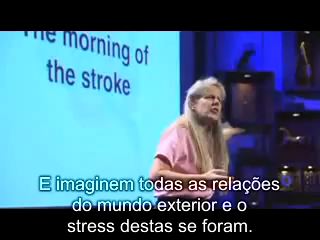 The morning of
the stroke
E imaginem todas as relações
do mundo exterior e o
stress destas se foram.